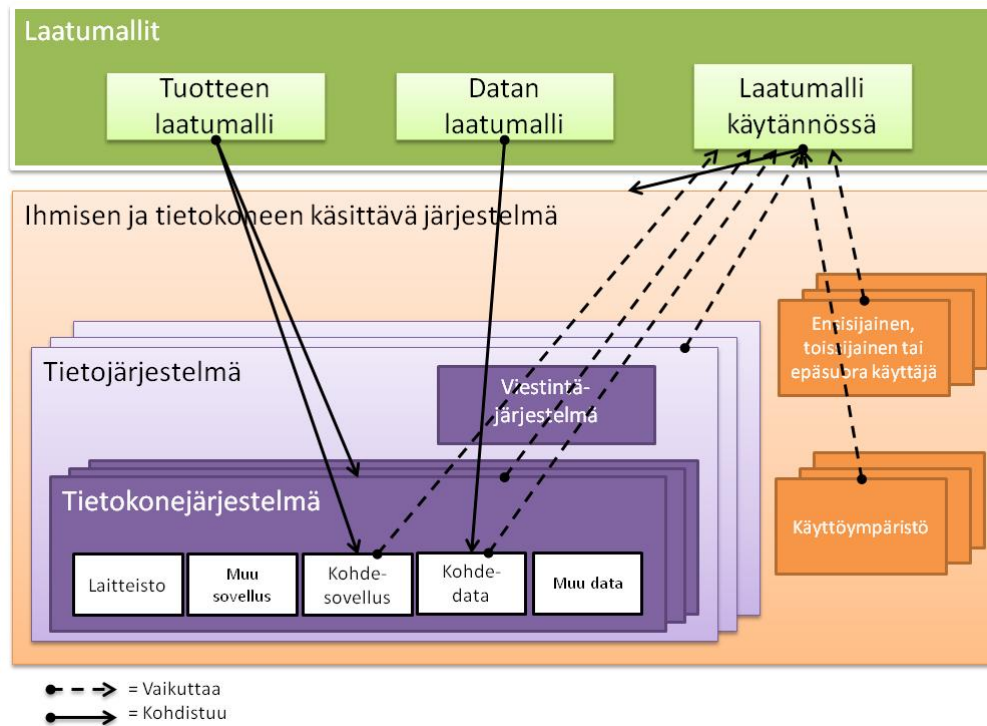 Laatumallit
Tuotteen
laatumalli
Datan
laatumalli
Laatumalli
käytännössä
Ihmisen ja tietokoneen käsittävä järjestelmä
Ensisijainen,
toissijainen tai
epäsuora käyttäjä
Tietojärjestelmä
Viestintä-
järjestelmä
Tietokonejärjestelmä
Käyttöympäristö
Laitteisto
Muu
sovellus
Kohde-
sovellus
Kohde-
data
Muu data
= Vaikuttaa
= Kohdistuu